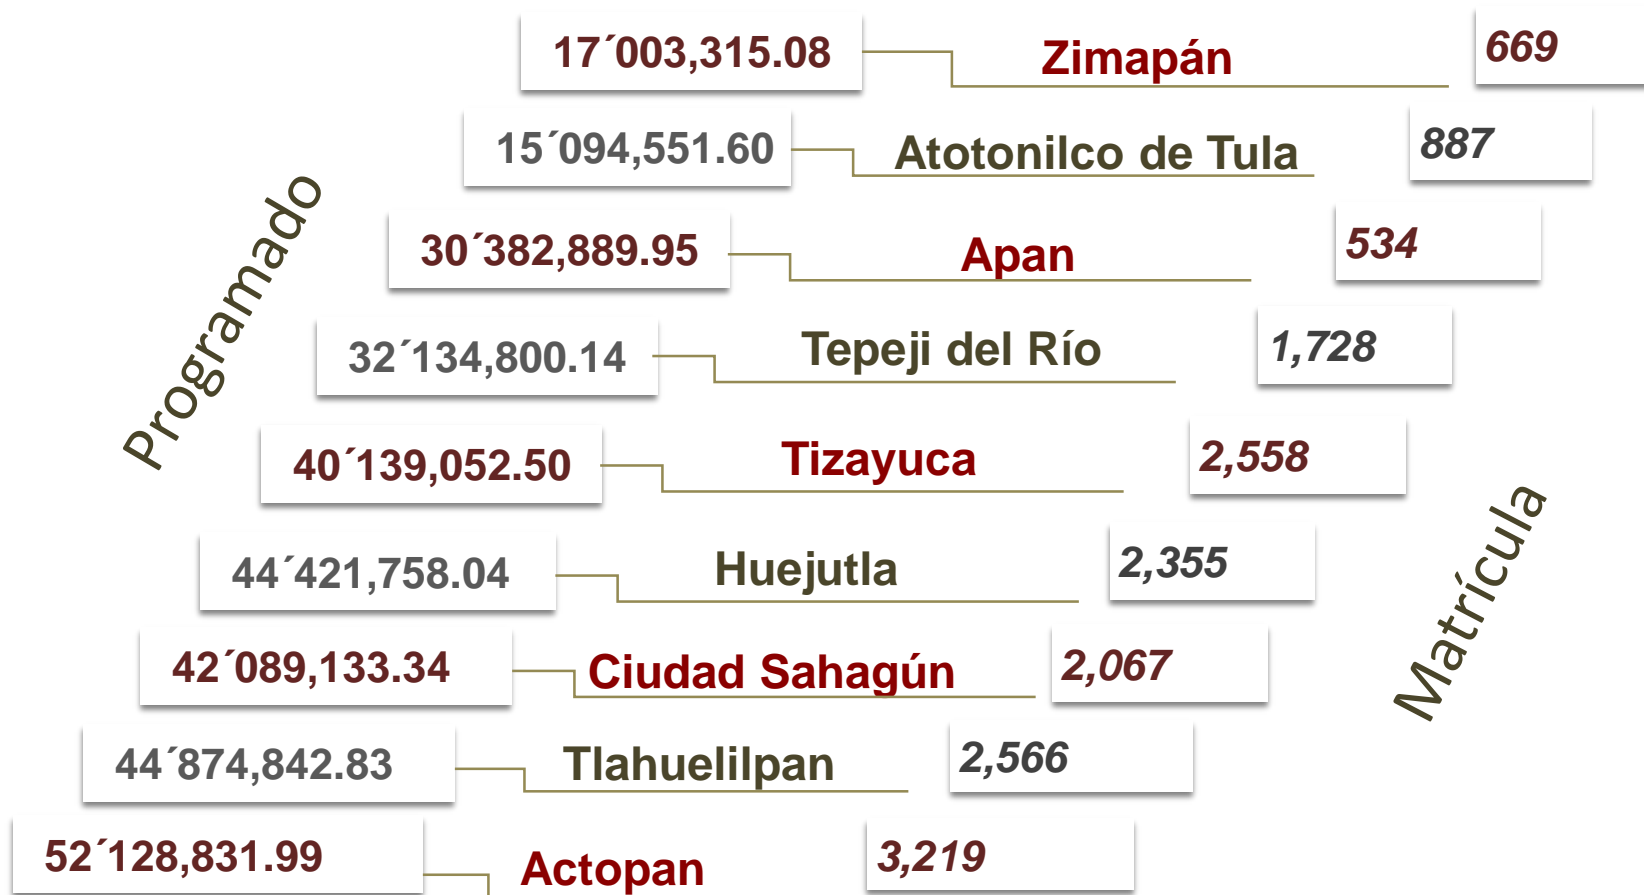 17´003,315.08 Zimapán 669
15´094,551.60 Atotonilco de Tula 887
30´382,889.95 Apan 534
Programado
32´134,800.14 Tepeji del Río 1,728
40´139,052.50 Tizayuca 2,558
44´421,758.04 Huejutla 2,355
Matrícula
42´089,133.34 Ciudad Sahagún 2,067
44´874,842.83 Tlahuelilpan 2,566
52´128,831.99 Actopan 3,219